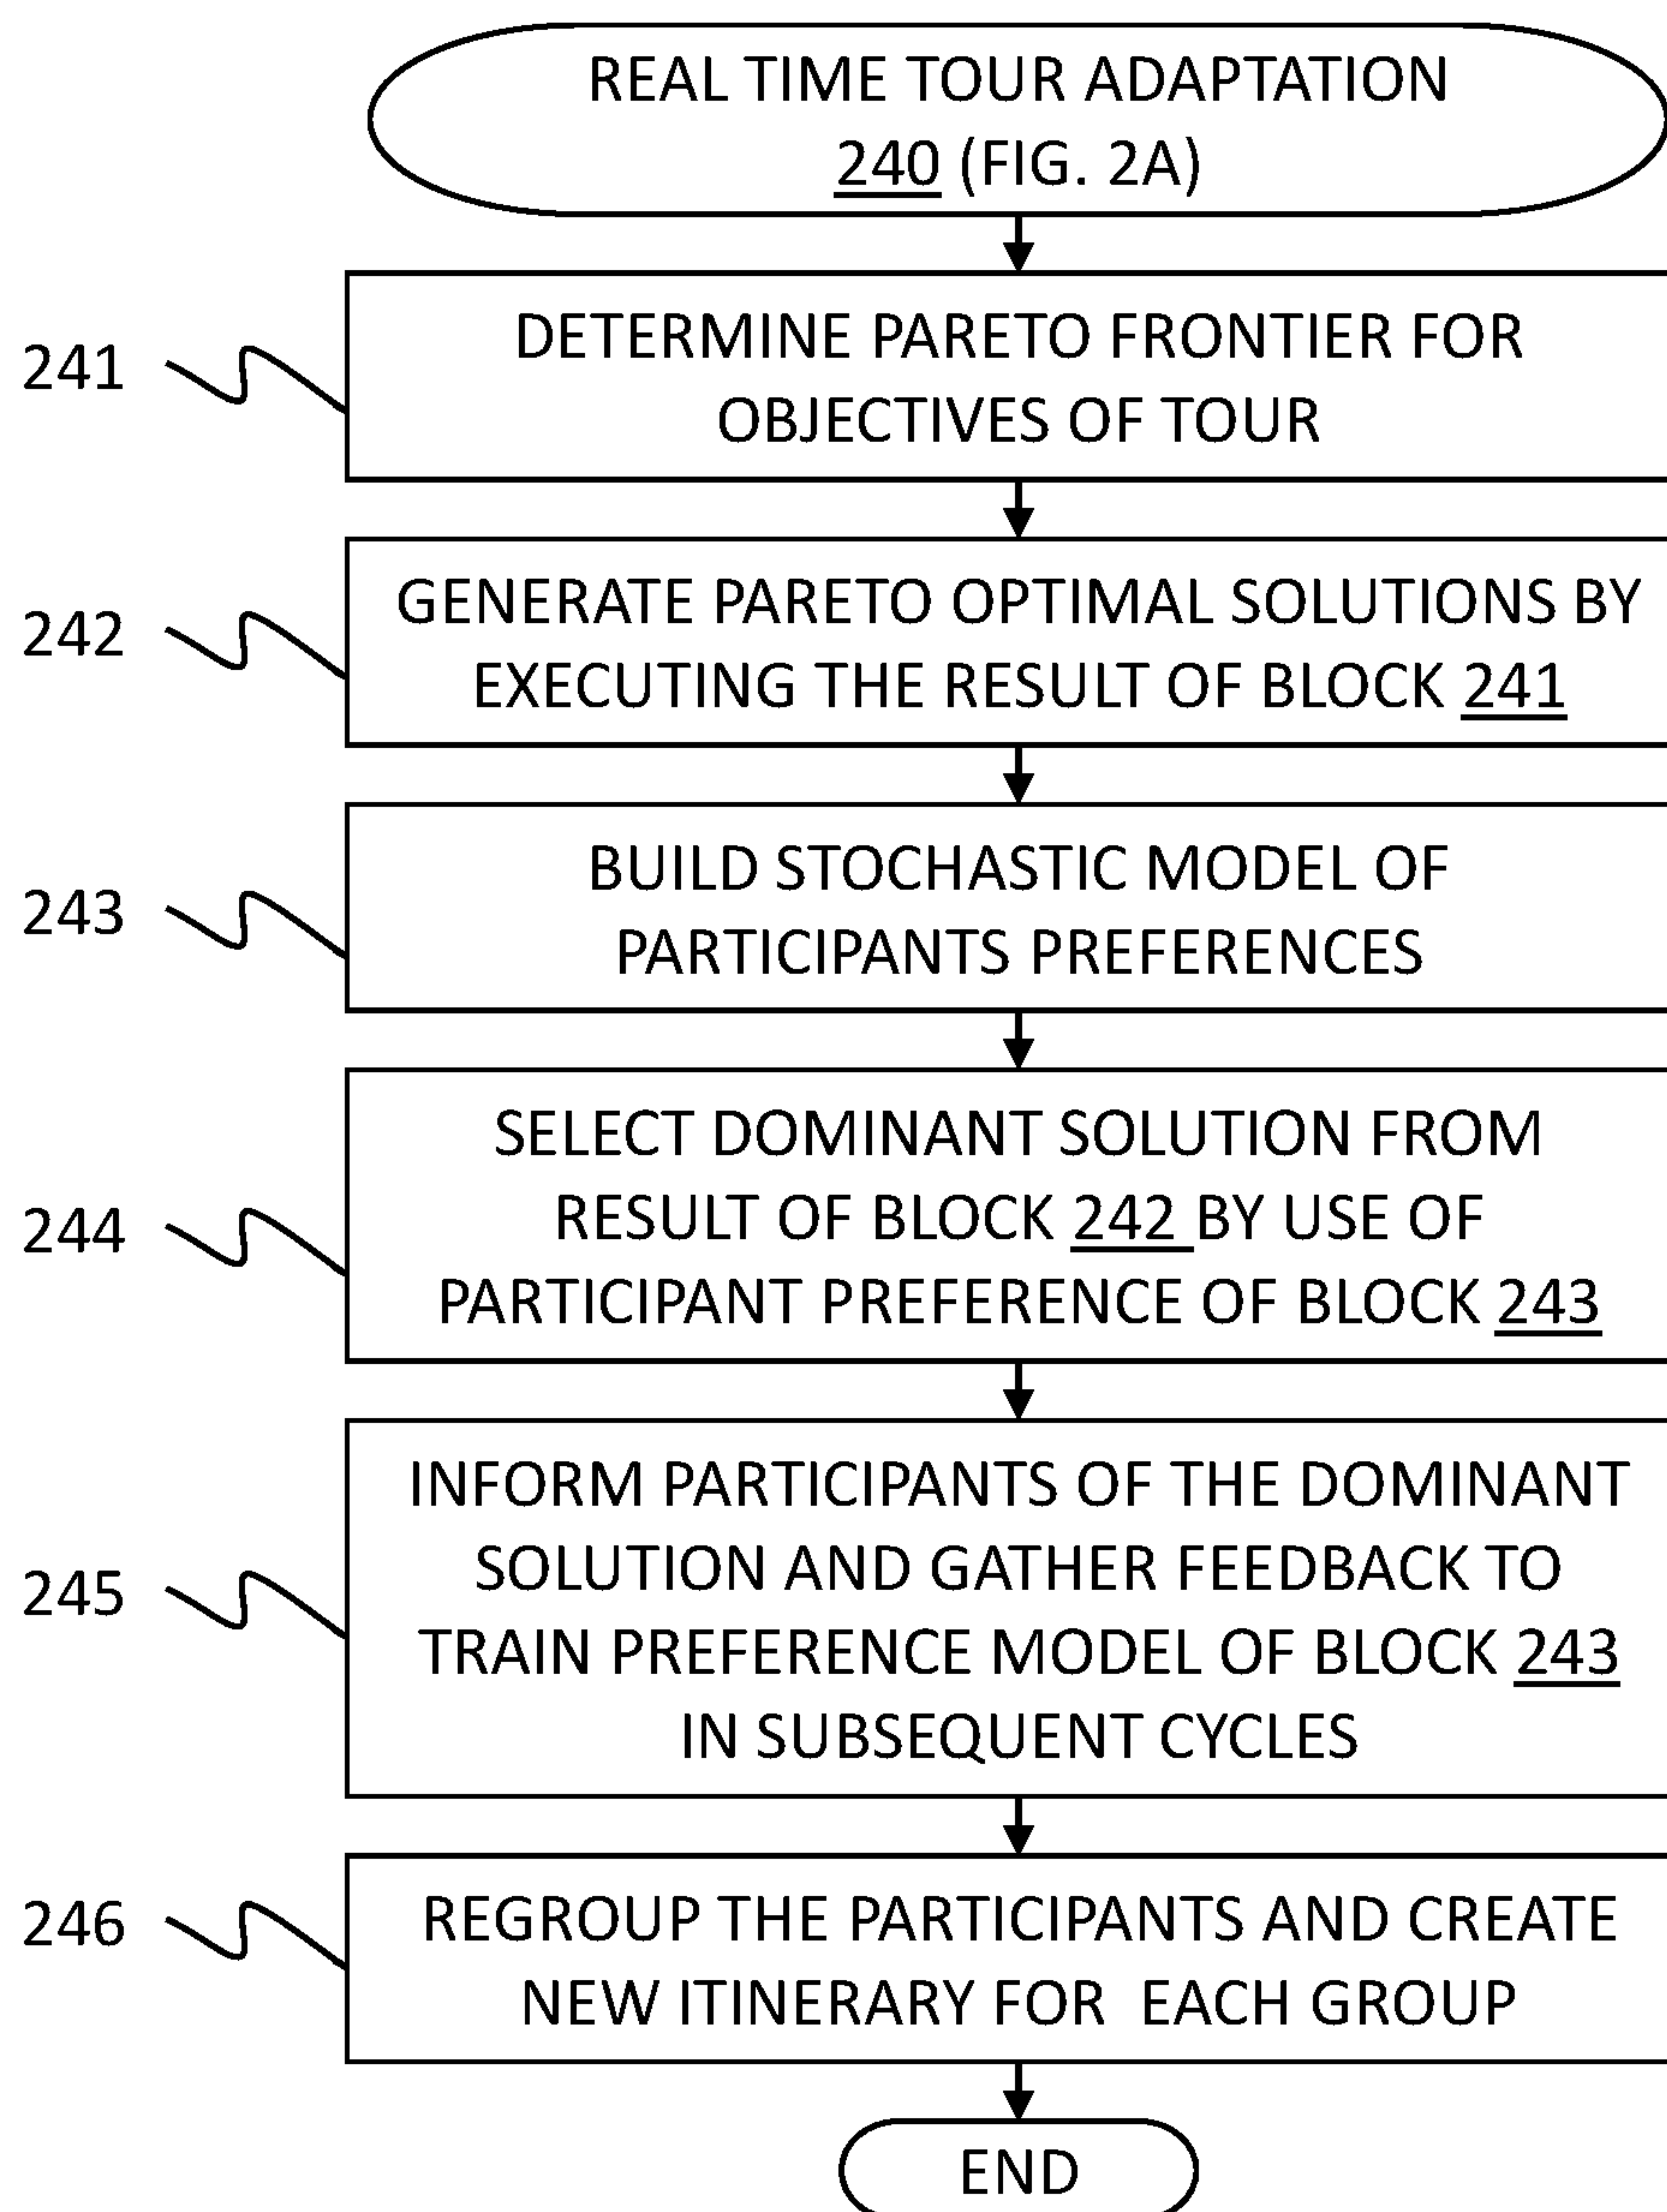 REAL TIME TOUR ADAPTATION
240 (FIG. 2A)
241
DETERMINE PARETO FRONTIER FOR
OBJECTIVES OF TOUR
242
GENERATE PARETO OPTIMAL SOLUTIONS BY
EXECUTING THE RESULT OF BLOCK 241
243
BUILD STOCHASTIC MODEL OF
PARTICIPANTS PREFERENCES
244
SELECT DOMINANT SOLUTION FROM
RESULT OF BLOCK 242 BY USE OF
PARTICIPANT PREFERENCE OF BLOCK 243
245
INFORM PARTICIPANTS OF THE DOMINANT
SOLUTION AND GATHER FEEDBACK TO
TRAIN PREFERENCE MODEL OF BLOCK 243
IN SUBSEQUENT CYCLES
246
REGROUP THE PARTICIPANTS AND CREATE
NEW ITINERARY FOR EACH GROUP
END